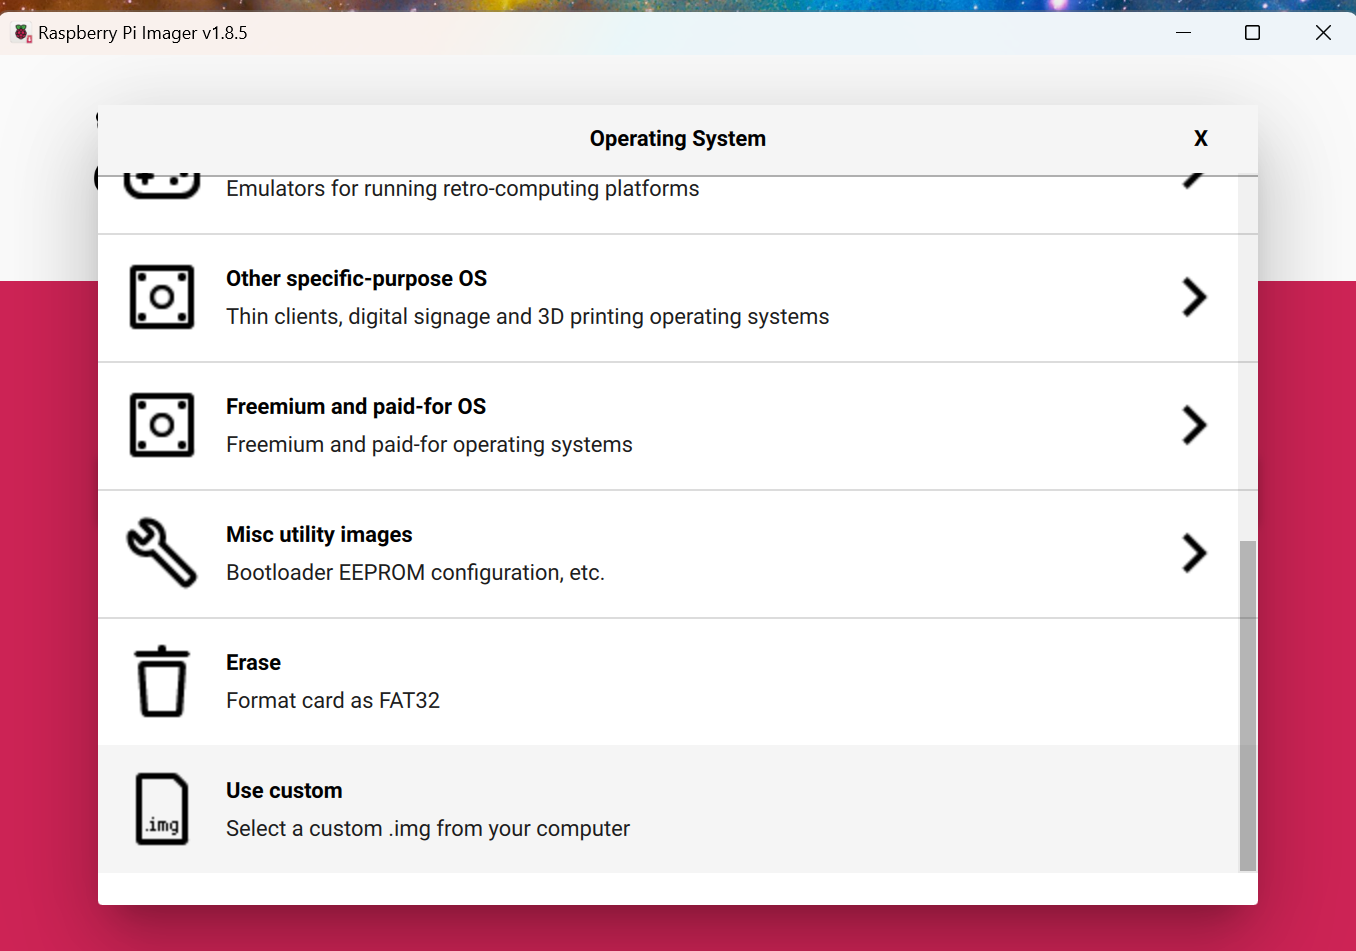 Raspberry Pi Imager v1.8.5
Operating System
X
Emulators for running retro-computing platforms
Other specific-purpose OS
Thin clients, digital signage and 3D printing operating systems
Freemium and paid-for OS
Freemium and paid-for operating systems
Misc utility images
Bootloader EEPROM configuration, etc.
Erase
Format card as FAT32
.img
Use custom
Select a custom .img from your computer